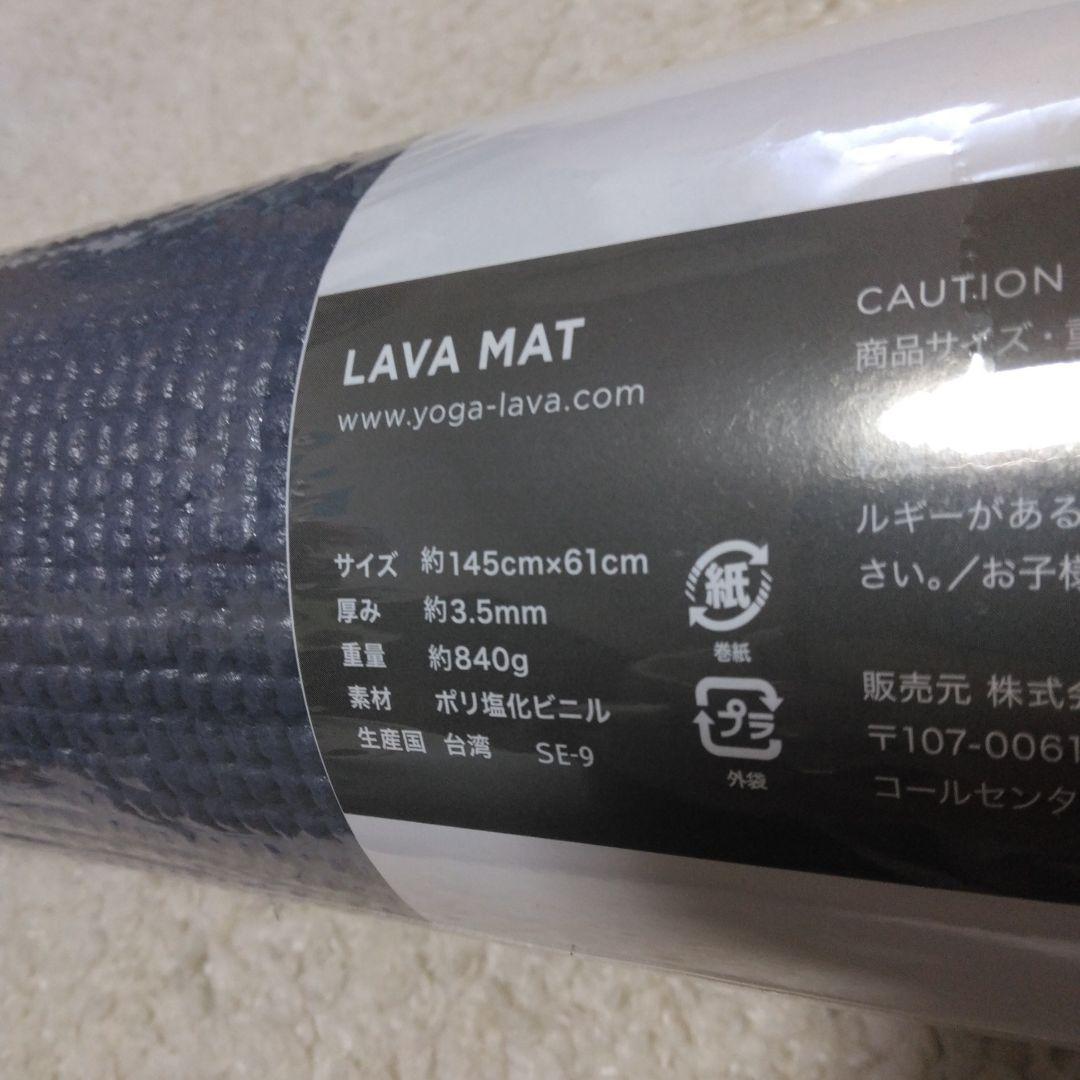 LAVA MAT
www.yoga-lava.com
サイズ 約145cm×61cm
厚み 約3.5mm
重量 約840g
素材 ポリ塩化ビニル
生産国 台湾 SE-9
紙
巻紙
プラ
外袋
CAUTION
商品サイズ・重
ルギーがある
さい。／お子様
販売元 株式会
〒107-0061
コールセンタ